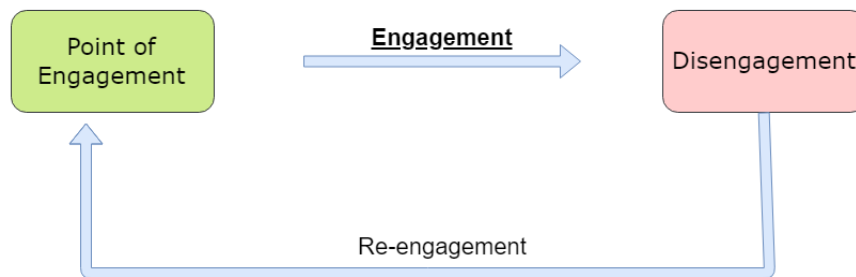 Point of
Engagement
Engagement
Disengagement
Re-engagement